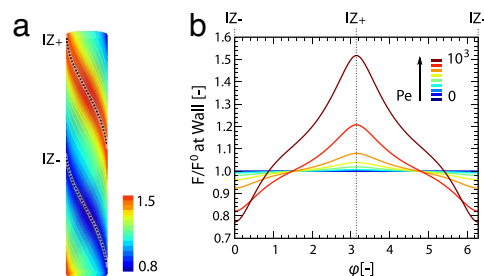 a
IZ+
IZ-
1.5
0.8
b
IZ- IZ+ IZ-
F/F⁰ at Wall [-]
1.6
1.5
1.4
1.3
1.2
1.1
1.0
0.9
0.8
0.7
Pe
10³
0
0 1 2 3 4 5 6
φ[-]